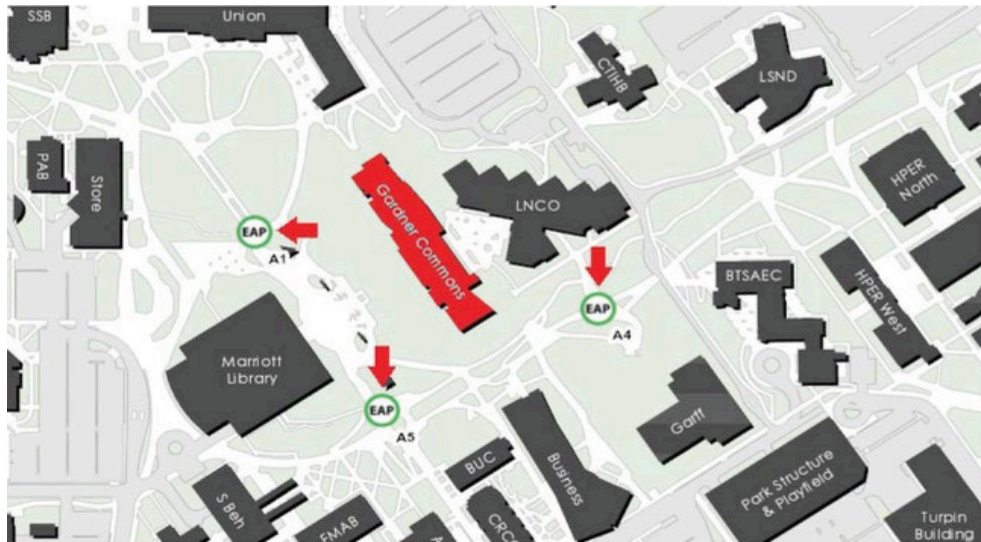 SSB
Union
CTIHB
LSND
PAB
Store
Gardner Commons
LNCO
HPER
North
EAP
A1
BTSAEC
HPER West
EAP
A4
Marriott
Library
EAP
A5
Garff
BUC
Business
Park Structure
& Playfield
S Beh
FMAB
CRCC
Turpin
Building